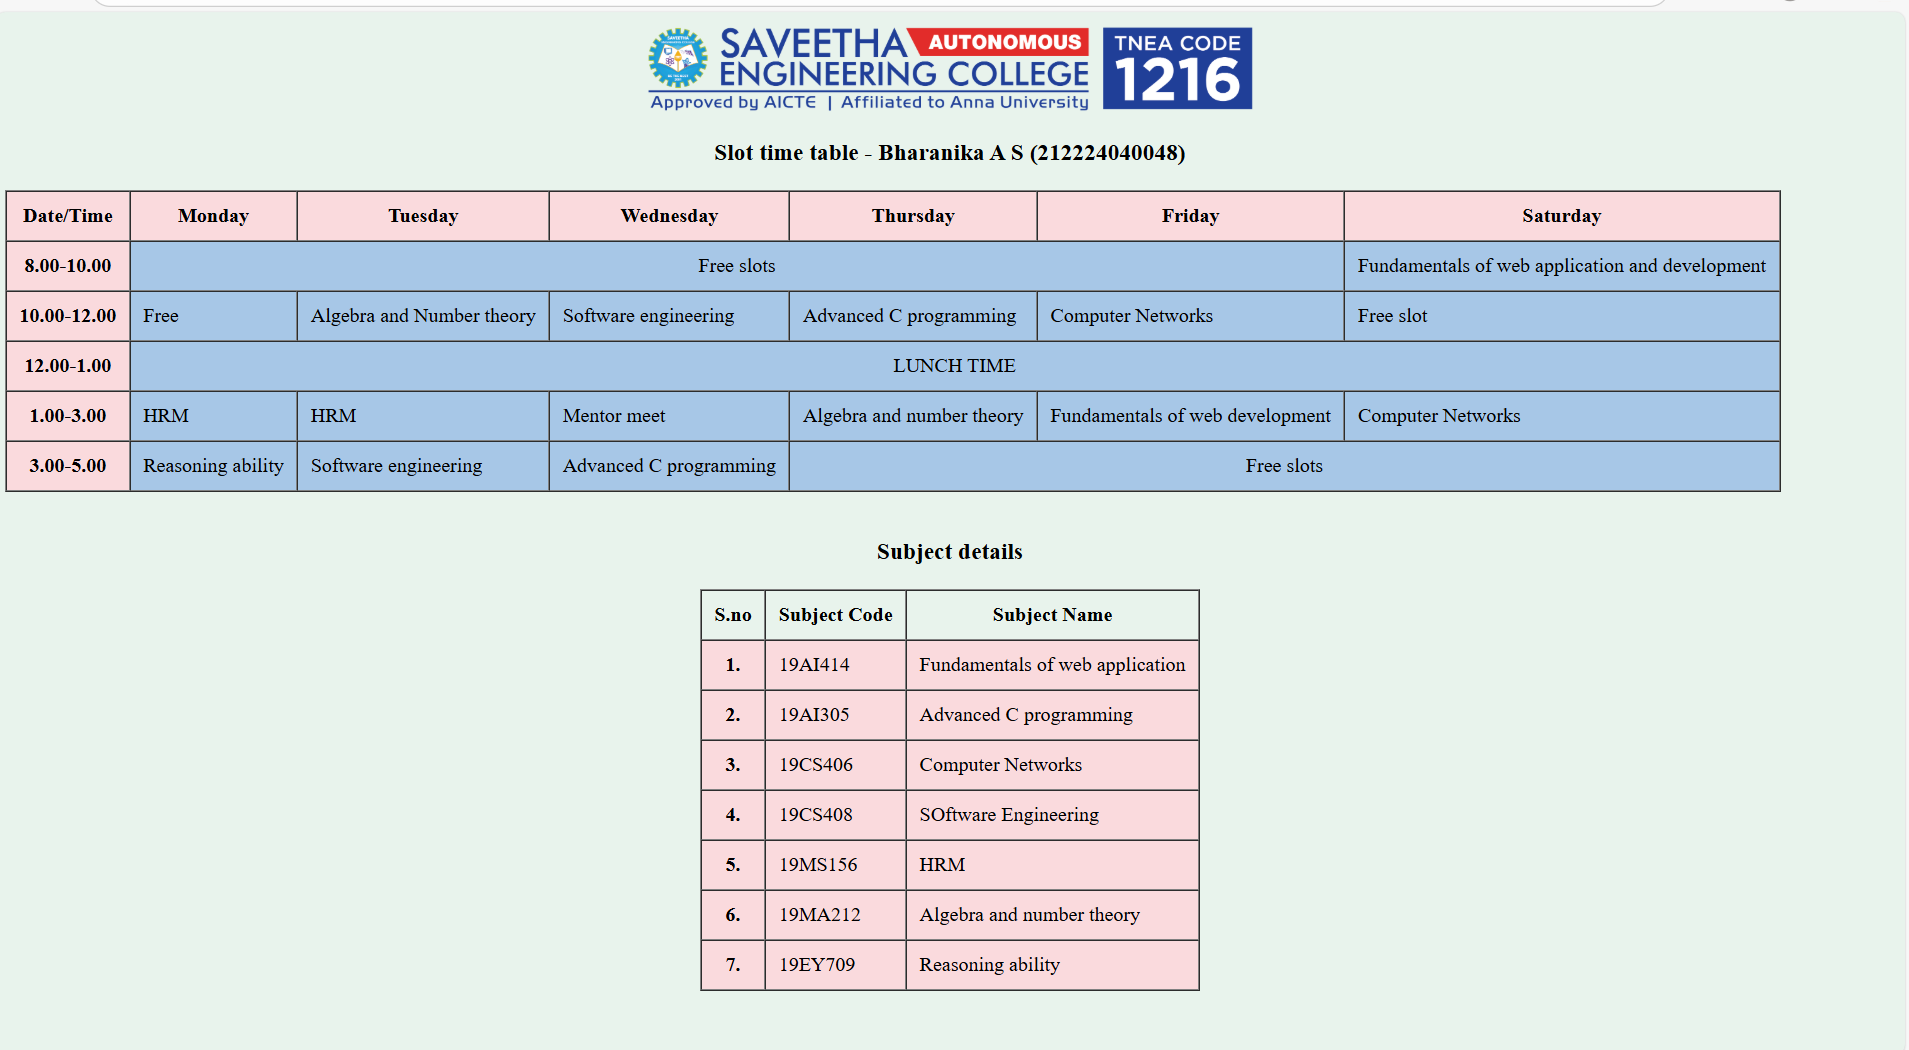 SAVEETHA AUTONOMOUS
ENGINEERING COLLEGE
Approved by AICTE | Affiliated to Anna University
TNEA CODE
1216
Slot time table - Bharanika A S (212224040048)
Date/Time Monday Tuesday Wednesday Thursday Friday Saturday
8.00-10.00 Free slots Fundamentals of web application and development
10.00-12.00 Free Algebra and Number theory Software engineering Advanced C programming Computer Networks Free slot
12.00-1.00 LUNCH TIME
1.00-3.00 HRM HRM Mentor meet Algebra and number theory Fundamentals of web development Computer Networks
3.00-5.00 Reasoning ability Software engineering Advanced C programming Free slots
Subject details
S.no Subject Code Subject Name
1. 19AI414 Fundamentals of web application
2. 19AI305 Advanced C programming
3. 19CS406 Computer Networks
4. 19CS408 SOftware Engineering
5. 19MS156 HRM
6. 19MA212 Algebra and number theory
7. 19EY709 Reasoning ability